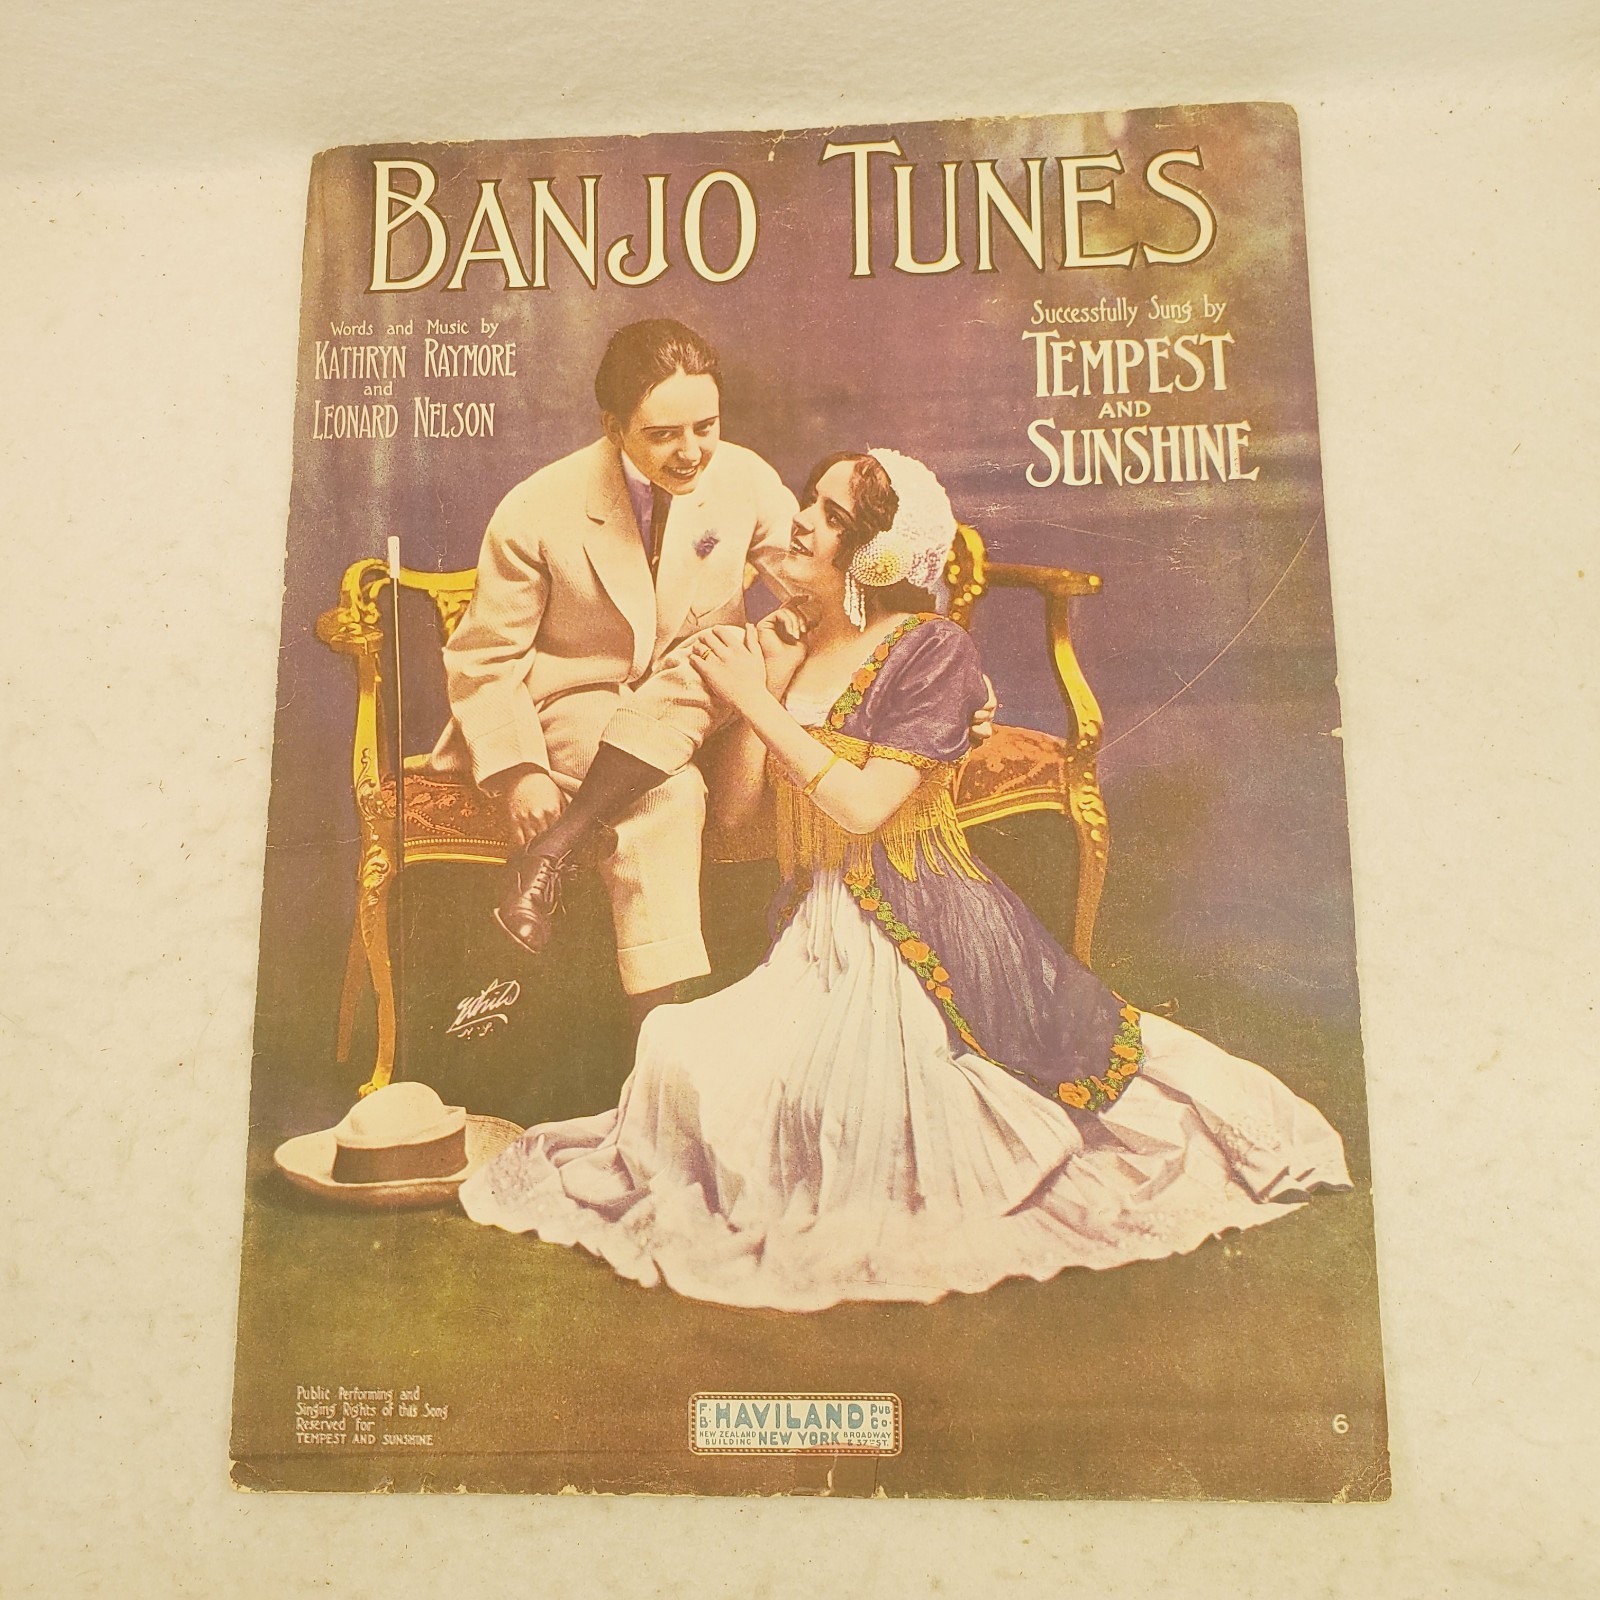 BANJO TUNES
Words and Music by
KATHRYN RAYMORE
and
LEONARD NELSON
Successfully Sung by
TEMPEST
AND
SUNSHINE
White
N.Y.
Public Performing and
Singing Rights of this Song
Reserved for
TEMPEST AND SUNSHINE
F. B. HAVILAND PUB Co.
NEW ZEALAND BUILDING NEW YORK BROADWAY & 37TH ST.
6